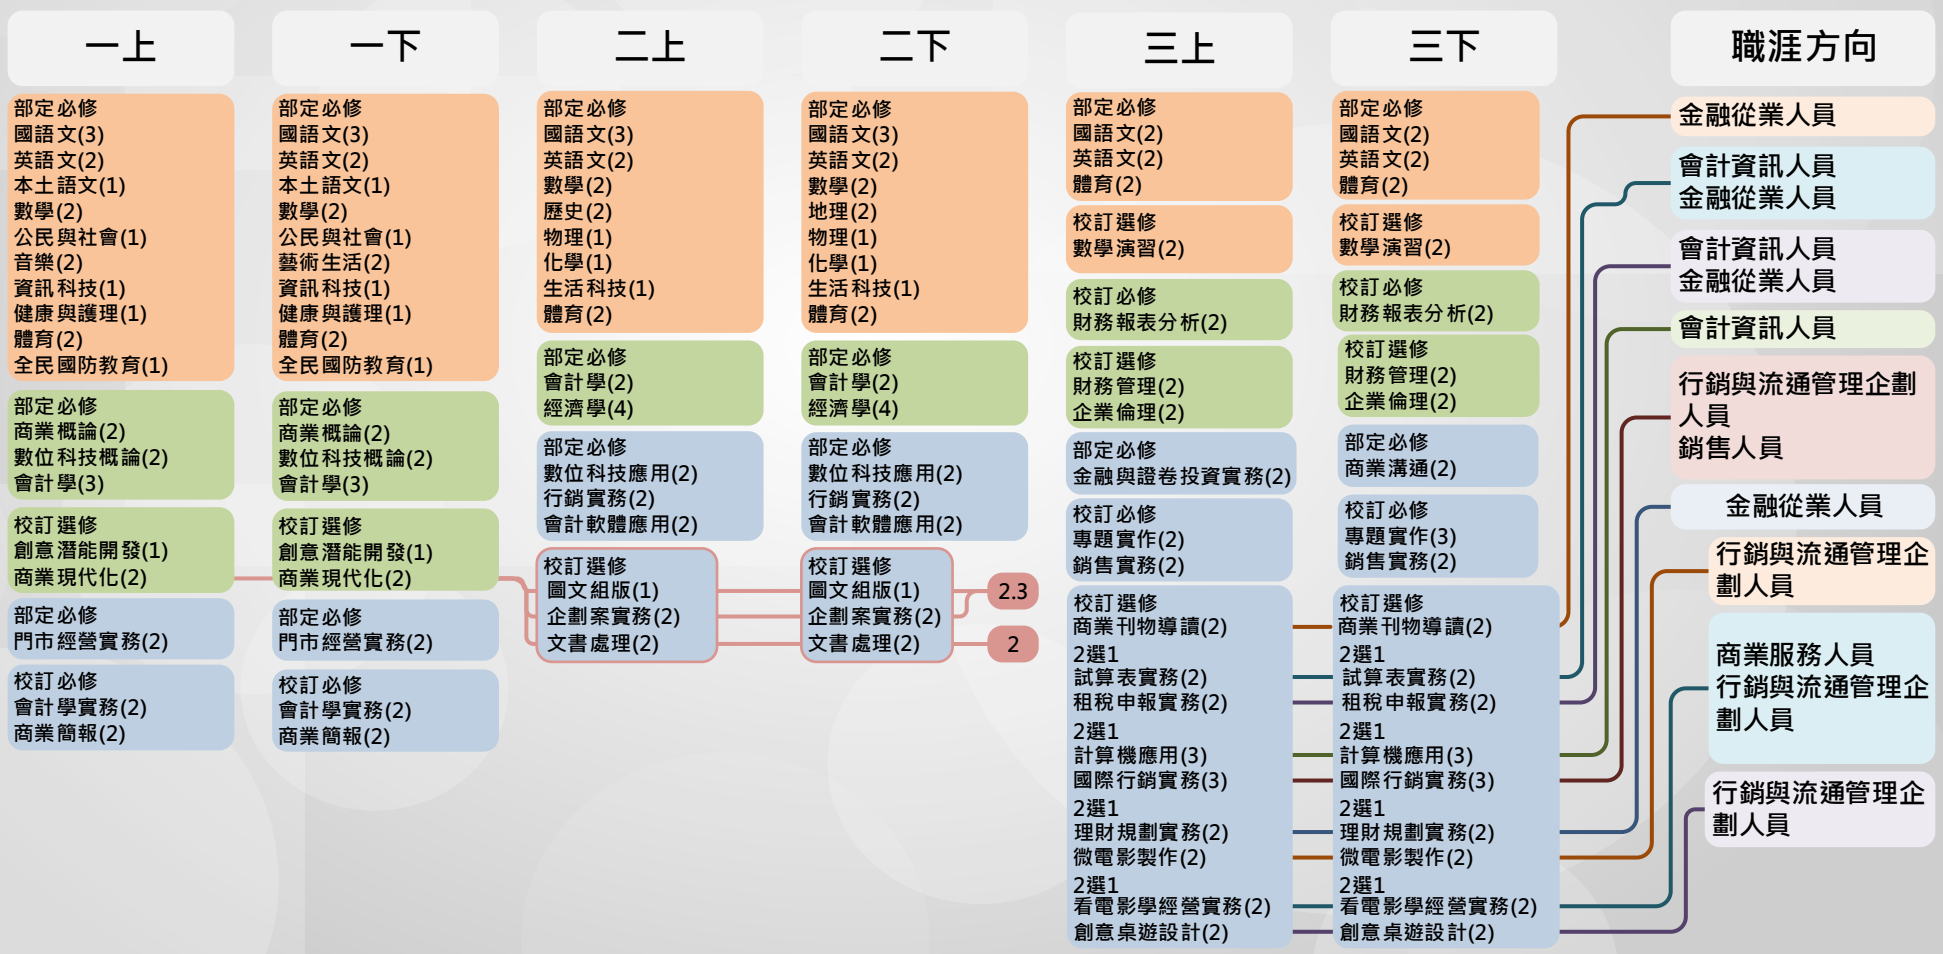 一上
部定必修
國語文(3)
英語文(2)
本土語文(1)
數學(2)
公民與社會(1)
音樂(2)
資訊科技(1)
健康與護理(1)
體育(2)
全民國防教育(1)
部定必修
商業概論(2)
數位科技概論(2)
會計學(3)
校訂選修
創意潛能開發(1)
商業現代化(2)
部定必修
門市經營實務(2)
校訂必修
會計學實務(2)
商業簡報(2)
一下
部定必修
國語文(3)
英語文(2)
本土語文(1)
數學(2)
公民與社會(1)
藝術生活(2)
資訊科技(1)
健康與護理(1)
體育(2)
全民國防教育(1)
部定必修
商業概論(2)
數位科技概論(2)
會計學(3)
校訂選修
創意潛能開發(1)
商業現代化(2)
部定必修
門市經營實務(2)
校訂必修
會計學實務(2)
商業簡報(2)
二上
部定必修
國語文(3)
英語文(2)
數學(2)
歷史(2)
物理(1)
化學(1)
生活科技(1)
體育(2)
部定必修
會計學(2)
經濟學(4)
部定必修
數位科技應用(2)
行銷實務(2)
會計軟體應用(2)
校訂選修
圖文組版(1)
企劃案實務(2)
文書處理(2)
二下
部定必修
國語文(3)
英語文(2)
數學(2)
地理(2)
物理(1)
化學(1)
生活科技(1)
體育(2)
部定必修
會計學(2)
經濟學(4)
部定必修
數位科技應用(2)
行銷實務(2)
會計軟體應用(2)
校訂選修
圖文組版(1)
企劃案實務(2)
文書處理(2)
2.3
2
三上
部定必修
國語文(2)
英語文(2)
體育(2)
校訂選修
數學演習(2)
校訂必修
財務報表分析(2)
校訂選修
財務管理(2)
企業倫理(2)
部定必修
金融與證卷投資實務(2)
校訂必修
專題實作(2)
銷售實務(2)
校訂選修
商業刊物導讀(2)
2選1
試算表實務(2)
租稅申報實務(2)
2選1
計算機應用(3)
國際行銷實務(3)
2選1
理財規劃實務(2)
微電影製作(2)
2選1
看電影學經營實務(2)
創意桌遊設計(2)
三下
部定必修
國語文(2)
英語文(2)
體育(2)
校訂選修
數學演習(2)
校訂必修
財務報表分析(2)
校訂選修
財務管理(2)
企業倫理(2)
部定必修
商業溝通(2)
校訂必修
專題實作(3)
銷售實務(2)
校訂選修
商業刊物導讀(2)
2選1
試算表實務(2)
租稅申報實務(2)
2選1
計算機應用(3)
國際行銷實務(3)
2選1
理財規劃實務(2)
微電影製作(2)
2選1
看電影學經營實務(2)
創意桌遊設計(2)
職涯方向
金融從業人員
會計資訊人員
金融從業人員
會計資訊人員
金融從業人員
會計資訊人員
行銷與流通管理企劃
人員
銷售人員
金融從業人員
行銷與流通管理企
劃人員
商業服務人員
行銷與流通管理企
劃人員
行銷與流通管理企
劃人員